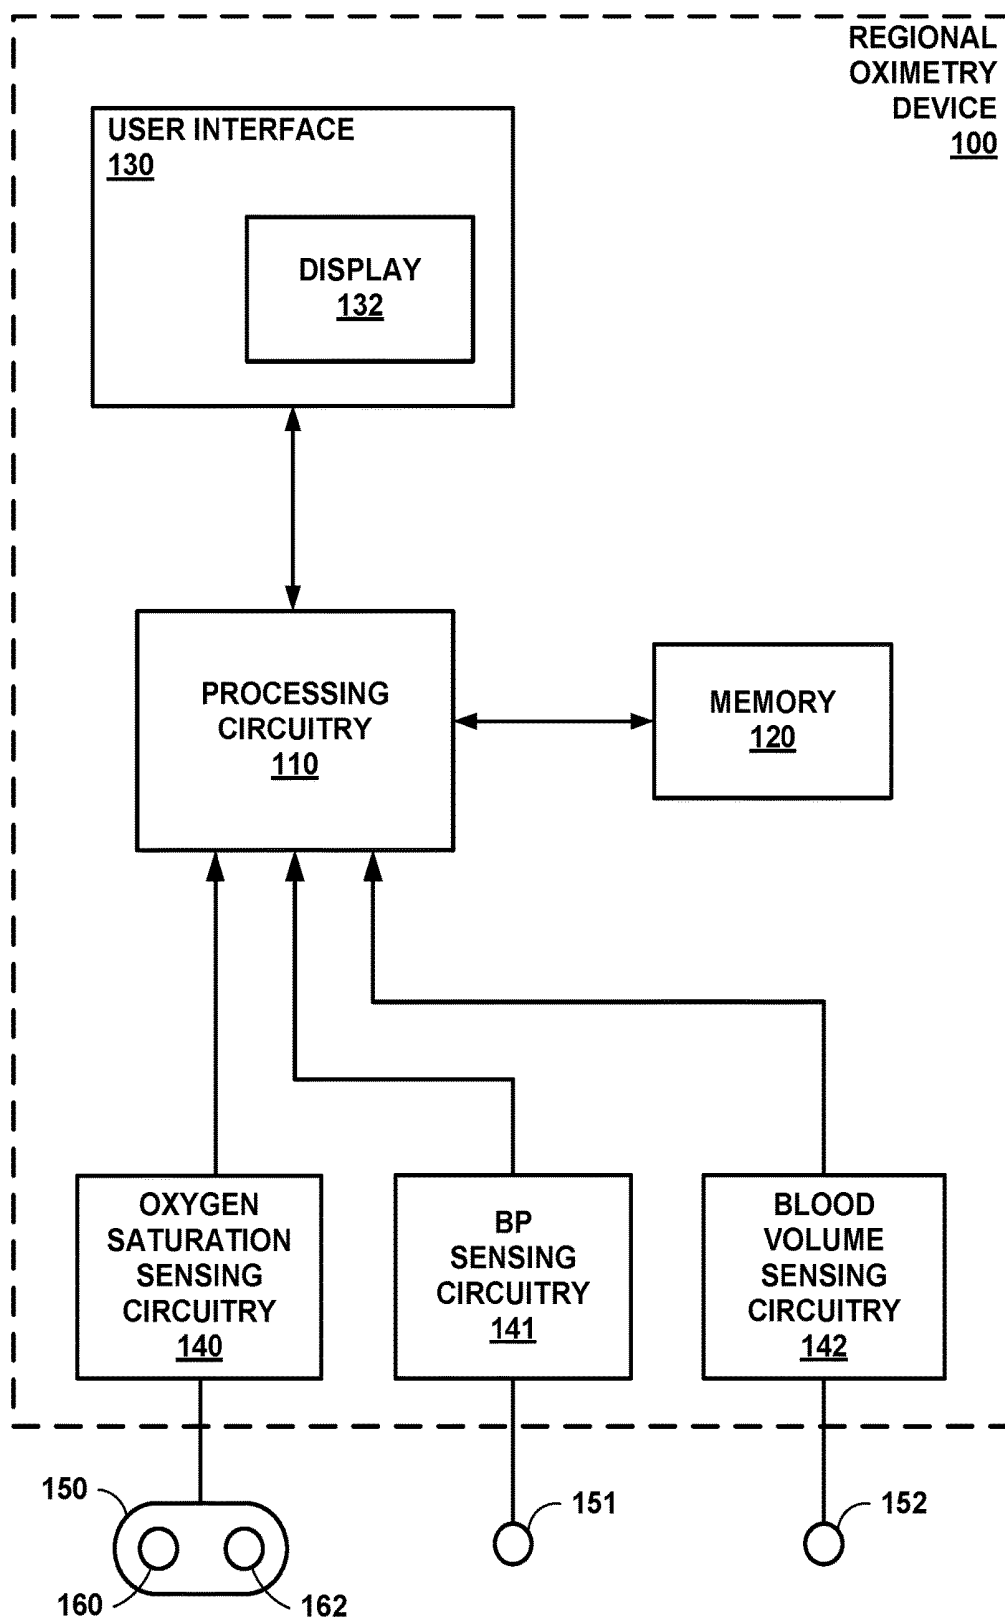 REGIONAL
OXIMETRY
DEVICE
100
USER INTERFACE
130
DISPLAY
132
PROCESSING
CIRCUITRY
110
MEMORY
120
OXYGEN
SATURATION
SENSING
CIRCUITRY
140
BP
SENSING
CIRCUITRY
141
BLOOD
VOLUME
SENSING
CIRCUITRY
142
150
151
152
160
162